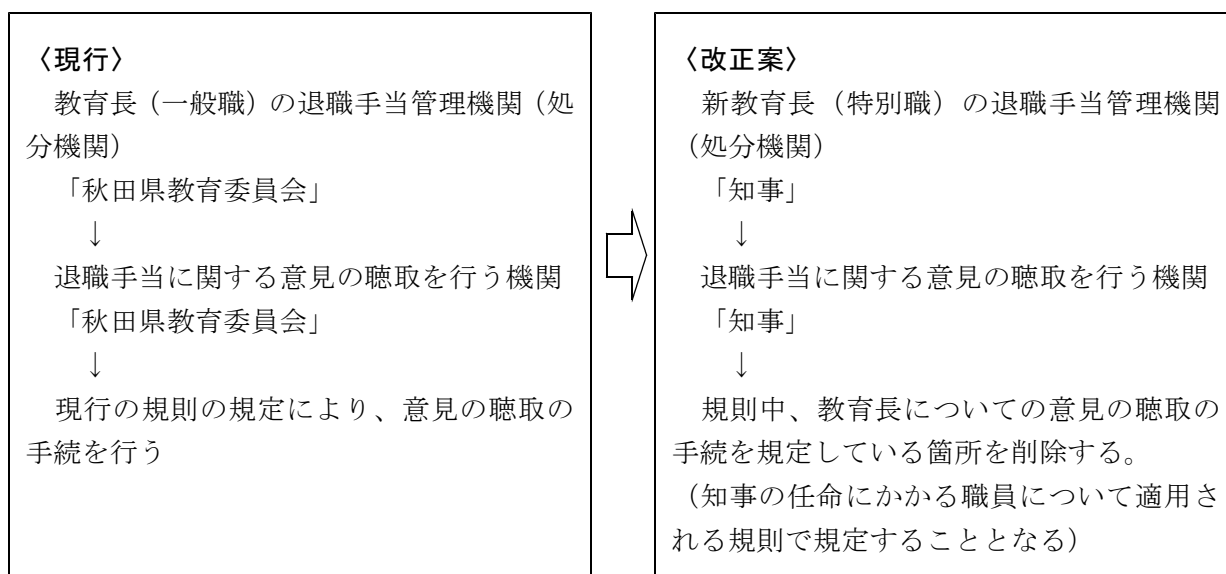 〈現行〉
教育長（一般職）の退職手当管理機関（処
分機関）
「秋田県教育委員会」
↓
退職手当に関する意見の聴取を行う機関
「秋田県教育委員会」
↓
現行の規則の規定により、意見の聴取の
手続を行う
〈改正案〉
新教育長（特別職）の退職手当管理機関
（処分機関）
「知事」
↓
退職手当に関する意見の聴取を行う機関
「知事」
↓
規則中、教育長についての意見の聴取の
手続を規定している箇所を削除する。
（知事の任命にかかる職員について適用さ
れる規則で規定することとなる）